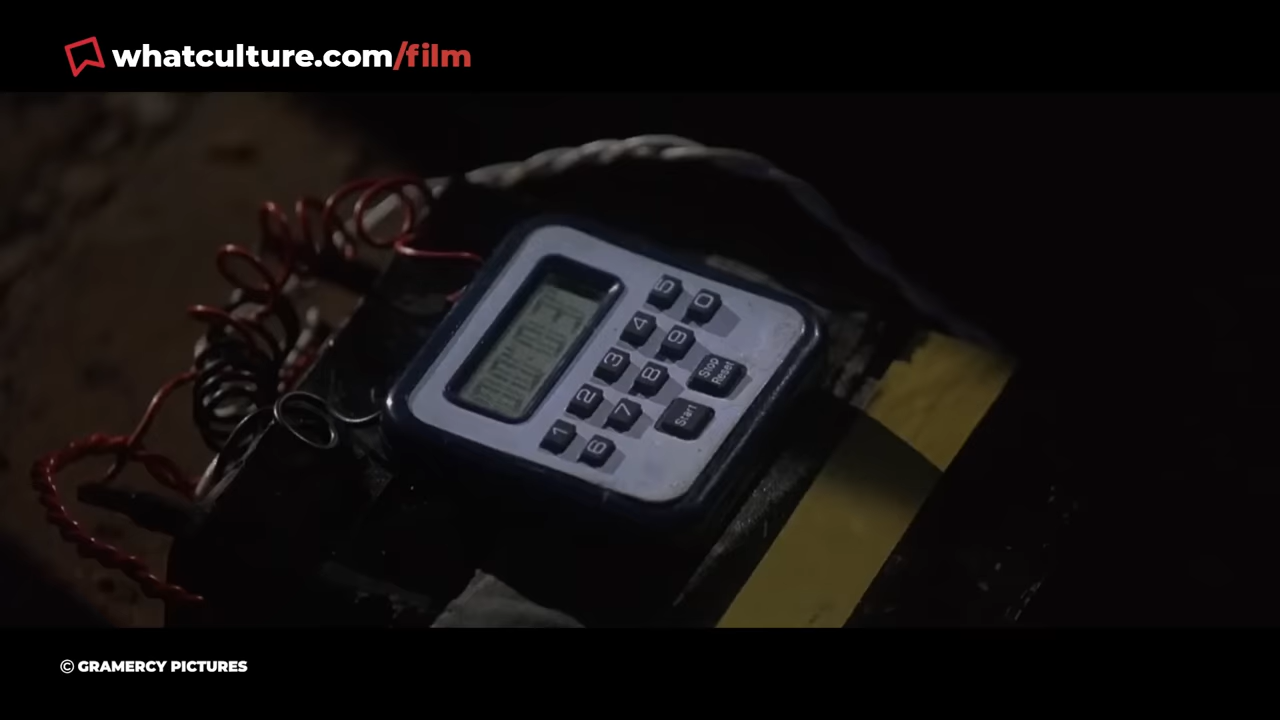 whatculture.com/film
1 2 3 4 5
6 7 8 9 0
Start
Stop
Reset
© GRAMERCY PICTURES